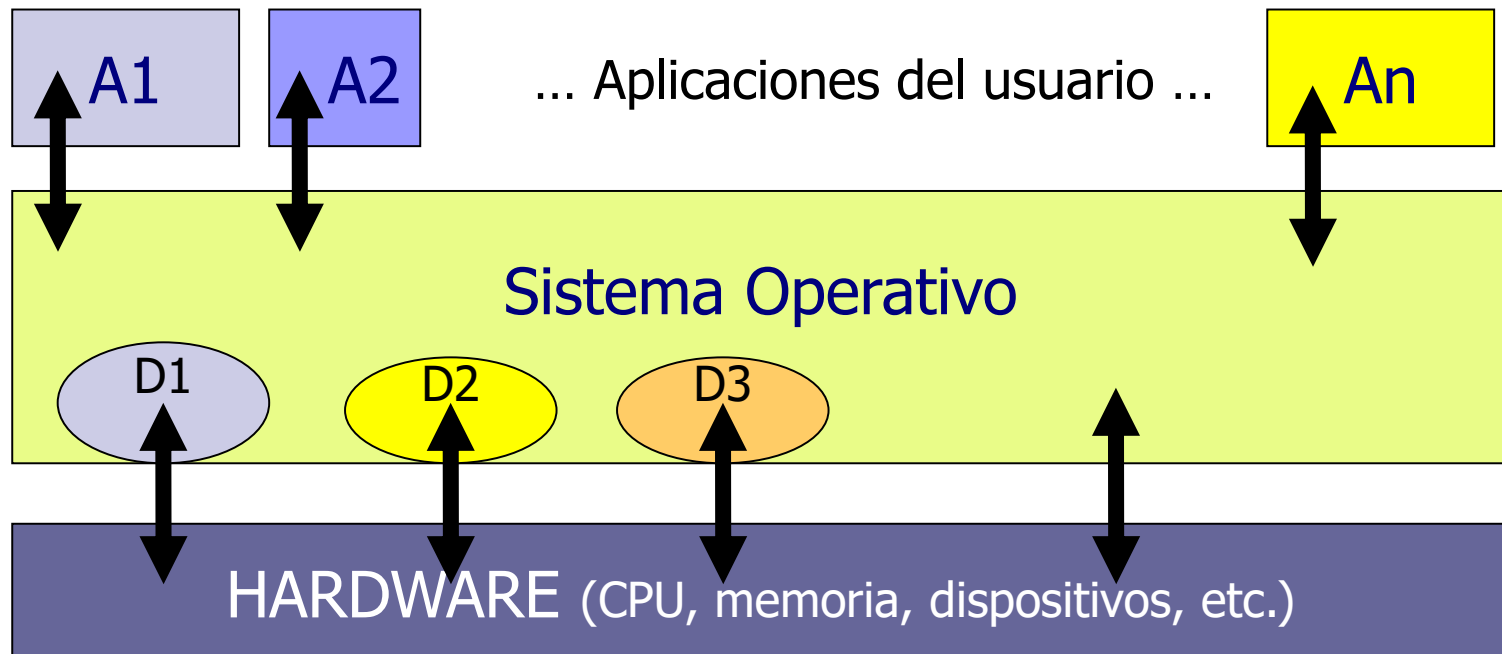 A1
A2
... Aplicaciones del usuario ...
An
Sistema Operativo
D1
D2
D3
HARDWARE (CPU, memoria, dispositivos, etc.)